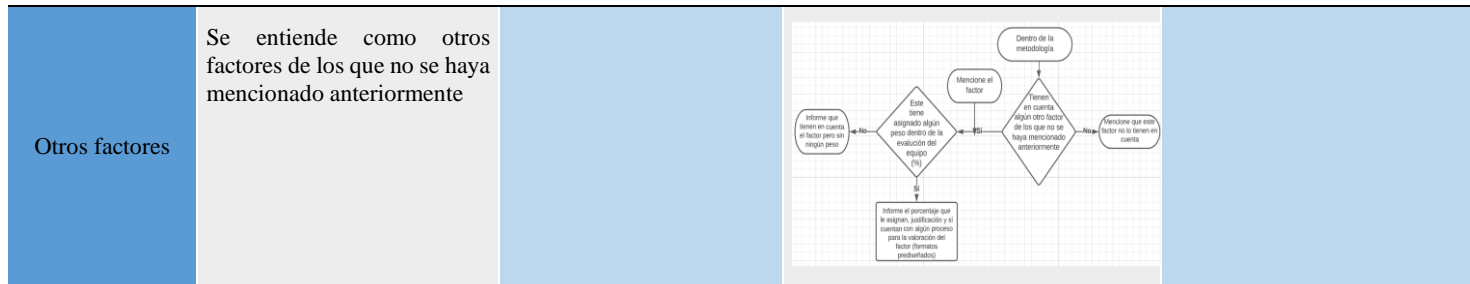 Otros factores
Se entiende como otros
factores de los que no se haya
mencionado anteriormente
Dentro de la
metodología
Mencione el
factor
Tienen
en cuenta
algún otro factor
de los que no se
haya mencionado
anteriormente
No
Mencione que este
factor no lo tienen en
cuenta
Sí
Este
tiene
asignado algún
peso dentro de la
evalución del
equipo
(%)
No
Informe que
tienen en cuenta
el factor pero sin
ningún peso
Sí
Informe el porcentaje que
le asignan, justificación y si
cuentan con algún proceso
para la valoración del
factor (formatos
prediseñados)